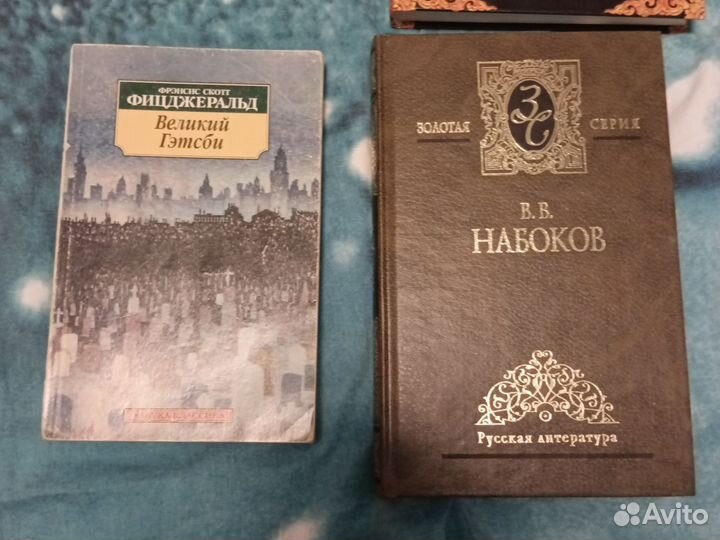 ФРЭНСИС СКОТТ
ФИЦДЖЕРАЛЬД
Великий
Гэтсби
ЗОЛОТАЯ
ЗС
СЕРИЯ
В. В.
НАБОКОВ
Русская литература
Avito